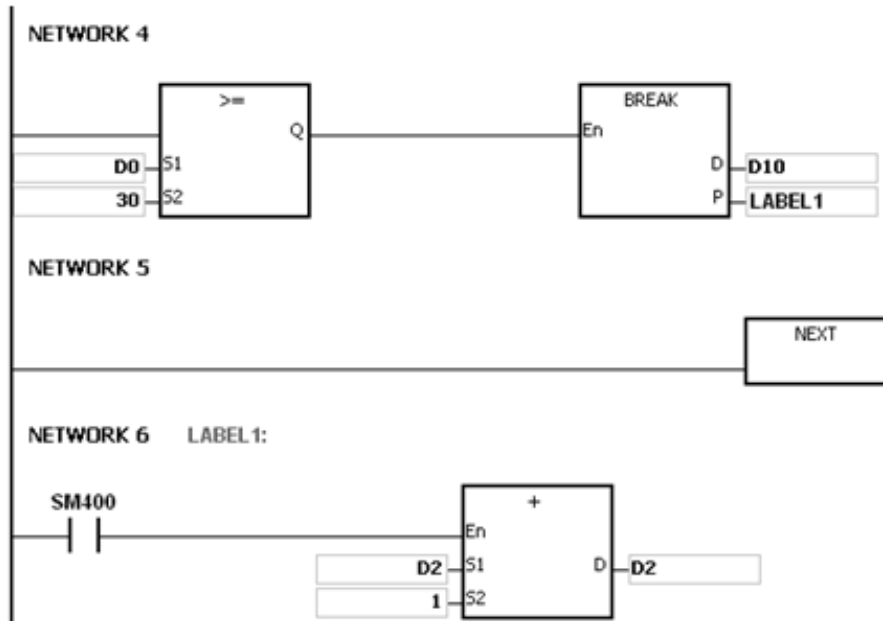 NETWORK 4
>=
BREAK
Q
En
D0
S1
D
D10
30
S2
P
LABEL1
NETWORK 5
NEXT
NETWORK 6 LABEL1:
SM400
+
En
D2
S1
D
D2
1
S2